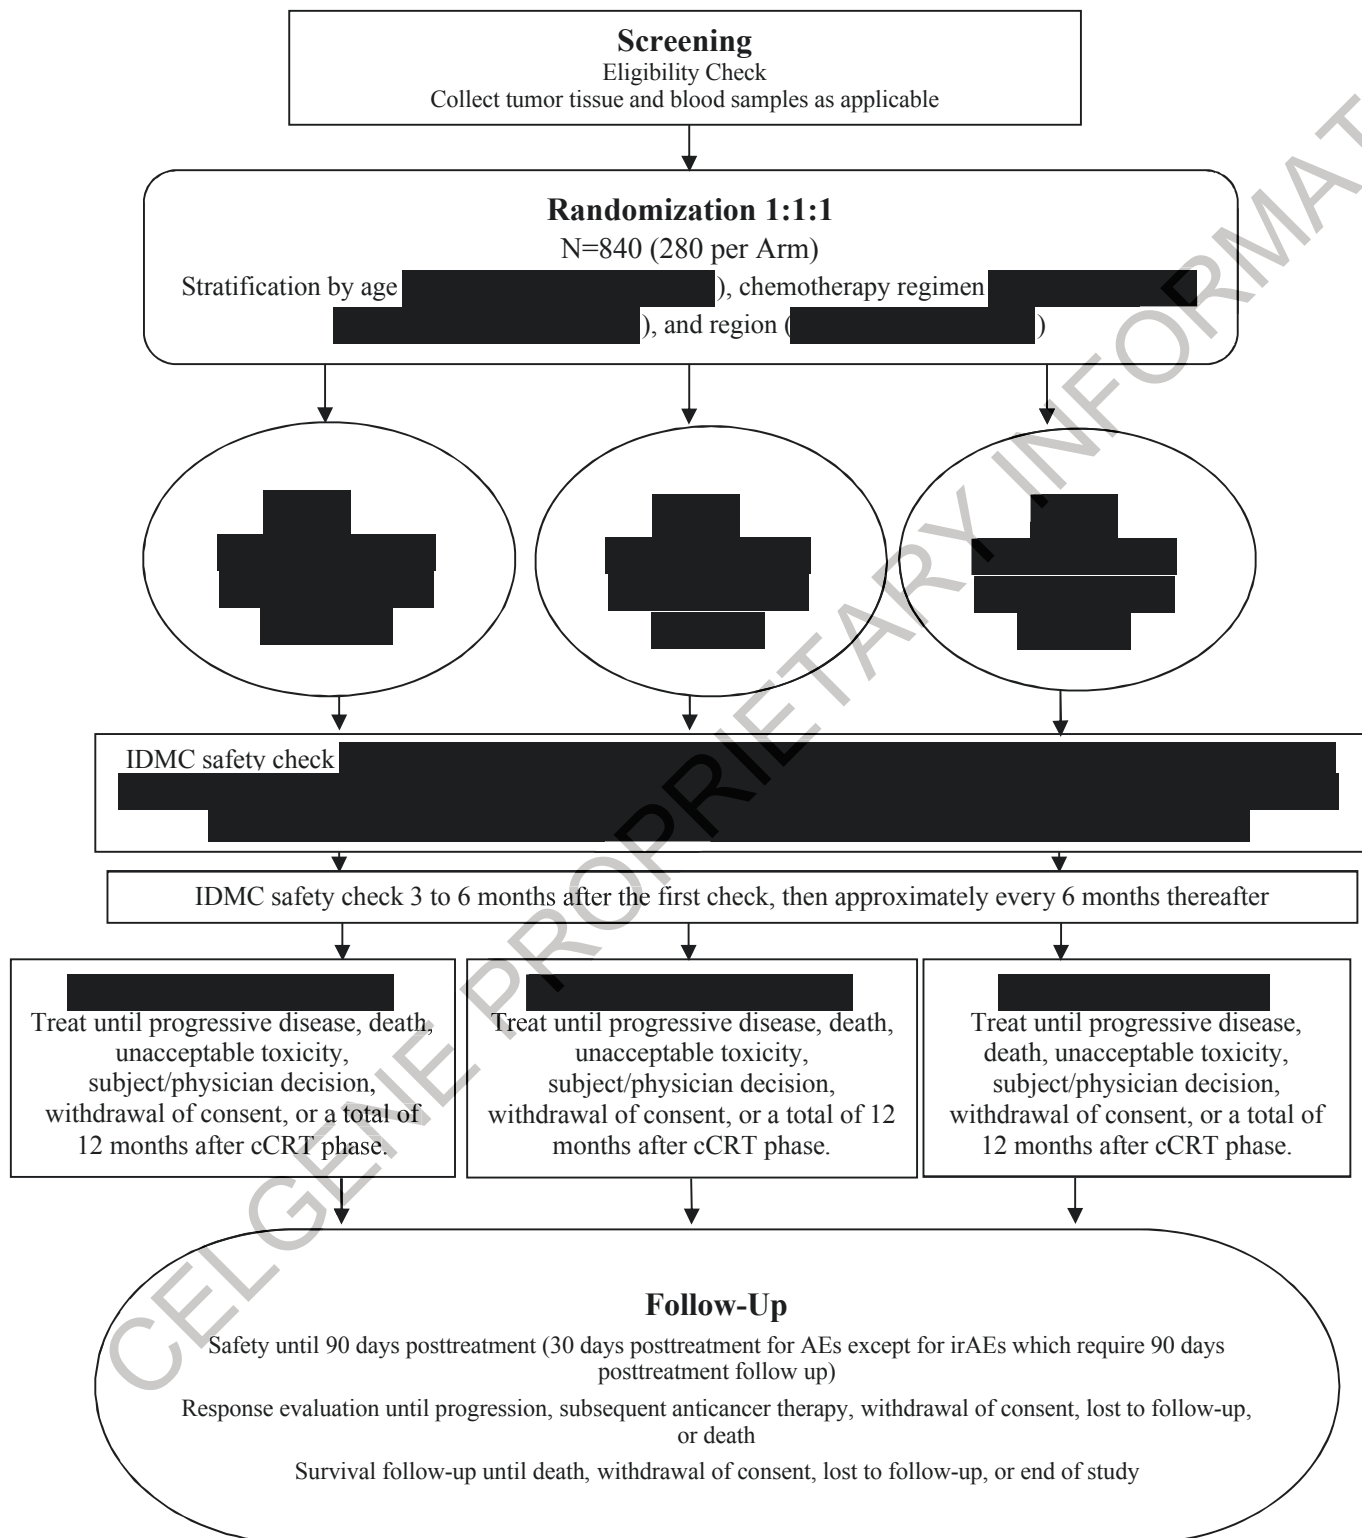 Screening
Eligibility Check
Collect tumor tissue and blood samples as applicable
Randomization 1:1:1
N=840 (280 per Arm)
Stratification by age ), chemotherapy regimen
), and region ( )
IDMC safety check
IDMC safety check 3 to 6 months after the first check, then approximately every 6 months thereafter
Treat until progressive disease, death,
unacceptable toxicity,
subject/physician decision,
withdrawal of consent, or a total of
12 months after cCRT phase.
Treat until progressive disease, death,
unacceptable toxicity,
subject/physician decision,
withdrawal of consent, or a total of 12
months after cCRT phase.
Treat until progressive disease,
death, unacceptable toxicity,
subject/physician decision,
withdrawal of consent, or a total of
12 months after cCRT phase.
Follow-Up
Safety until 90 days posttreatment (30 days posttreatment for AEs except for irAEs which require 90 days
posttreatment follow up)
Response evaluation until progression, subsequent anticancer therapy, withdrawal of consent, lost to follow-up,
or death
Survival follow-up until death, withdrawal of consent, lost to follow-up, or end of study
CELGENE PROPRIETARY INFORMAT